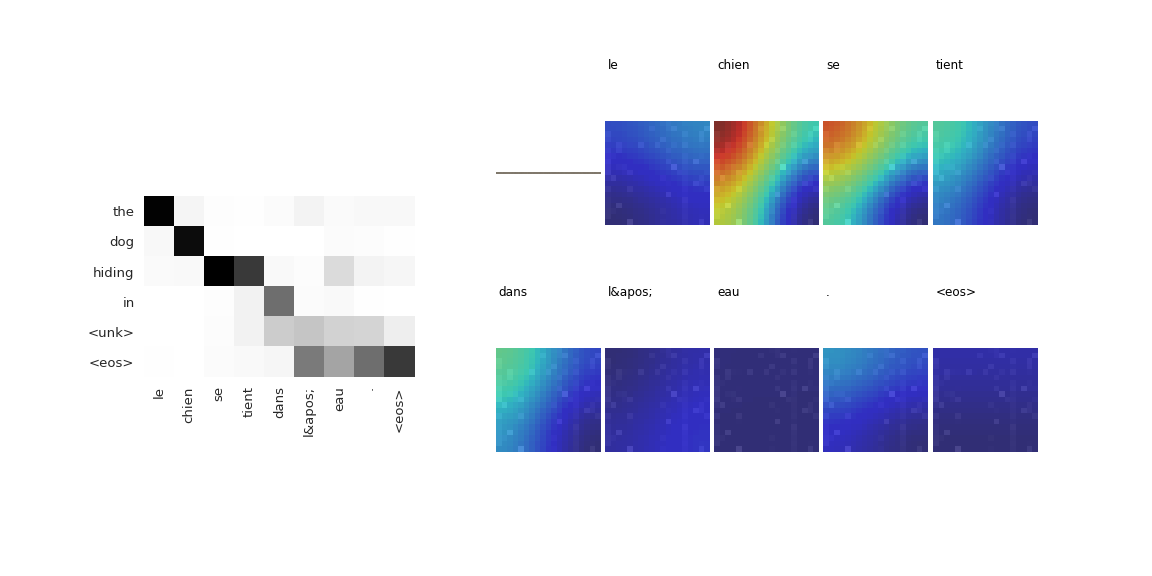 the
dog
hiding
in
<unk>
<eos>
le
chien
se
tient
dans
l&apos;
eau
.
<eos>
le chien se tient
dans l&apos; eau . <eos>